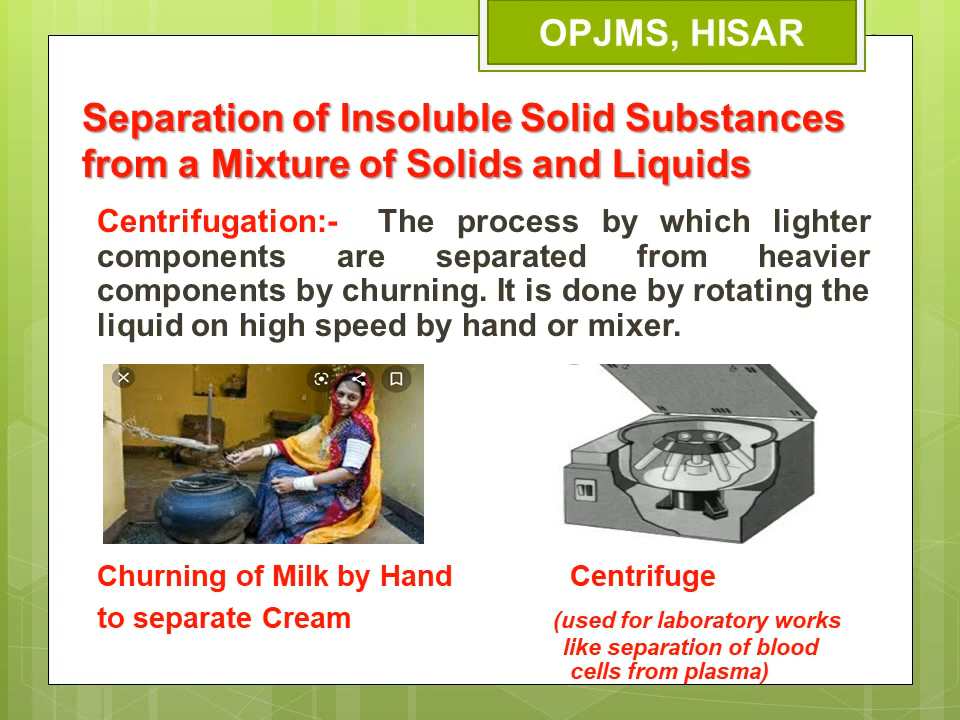 OPJMS, HISAR
Separation of Insoluble Solid Substances
from a Mixture of Solids and Liquids
Centrifugation:- The process by which lighter
components are separated from heavier
components by churning. It is done by rotating the
liquid on high speed by hand or mixer.
Churning of Milk by Hand
to separate Cream
Centrifuge
(used for laboratory works
like separation of blood
cells from plasma)